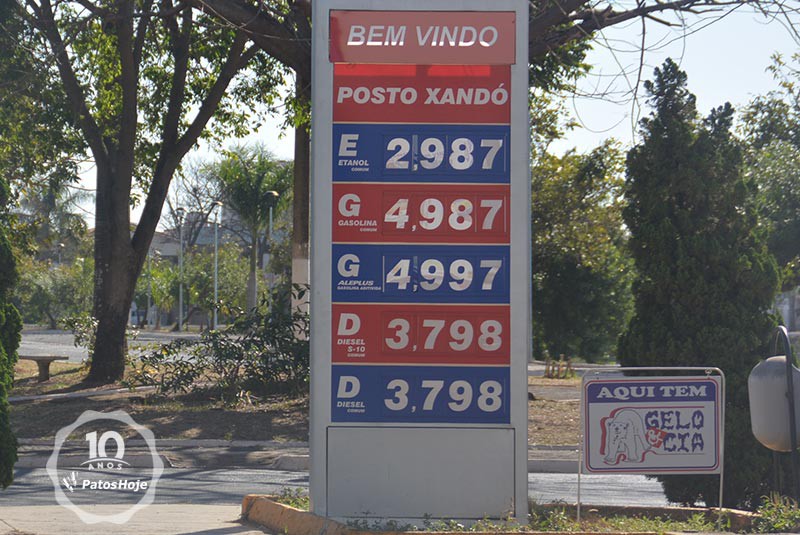 BEM VINDO
POSTO XANDÓ
E
ETANOL
COMUM
2,987
G
GASOLINA
COMUM
4,987
G
ALEPLUS
GASOLINA ADITIVADA
4,997
D
DIESEL
S-10
COMUM
3,798
D
DIESEL
COMUM
3,798
AQUI TEM
GELO
& CIA
10
ANOS
PatosHoje